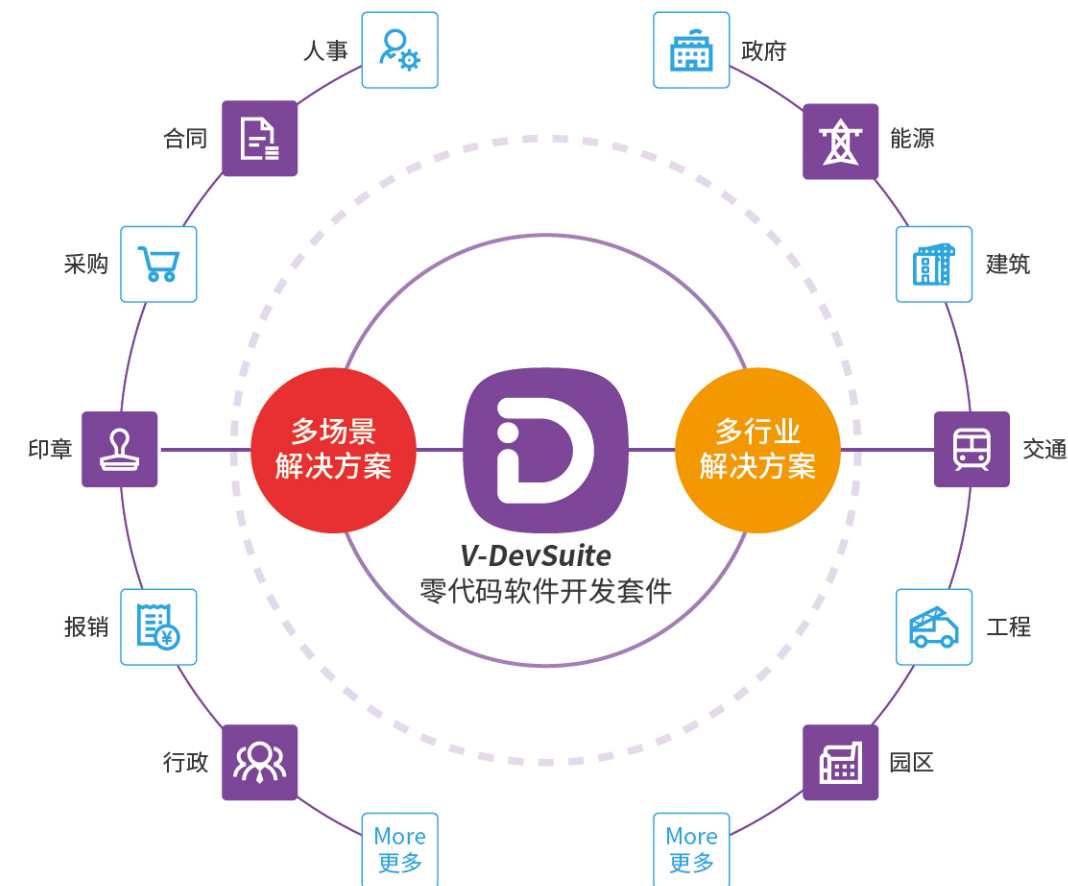 人事
政府
合同
能源
采购
建筑
多场景
解决方案
多行业
解决方案
印章
交通
V-DevSuite
零代码软件开发套件
报销
¥
工程
行政
园区
More
更多
More
更多